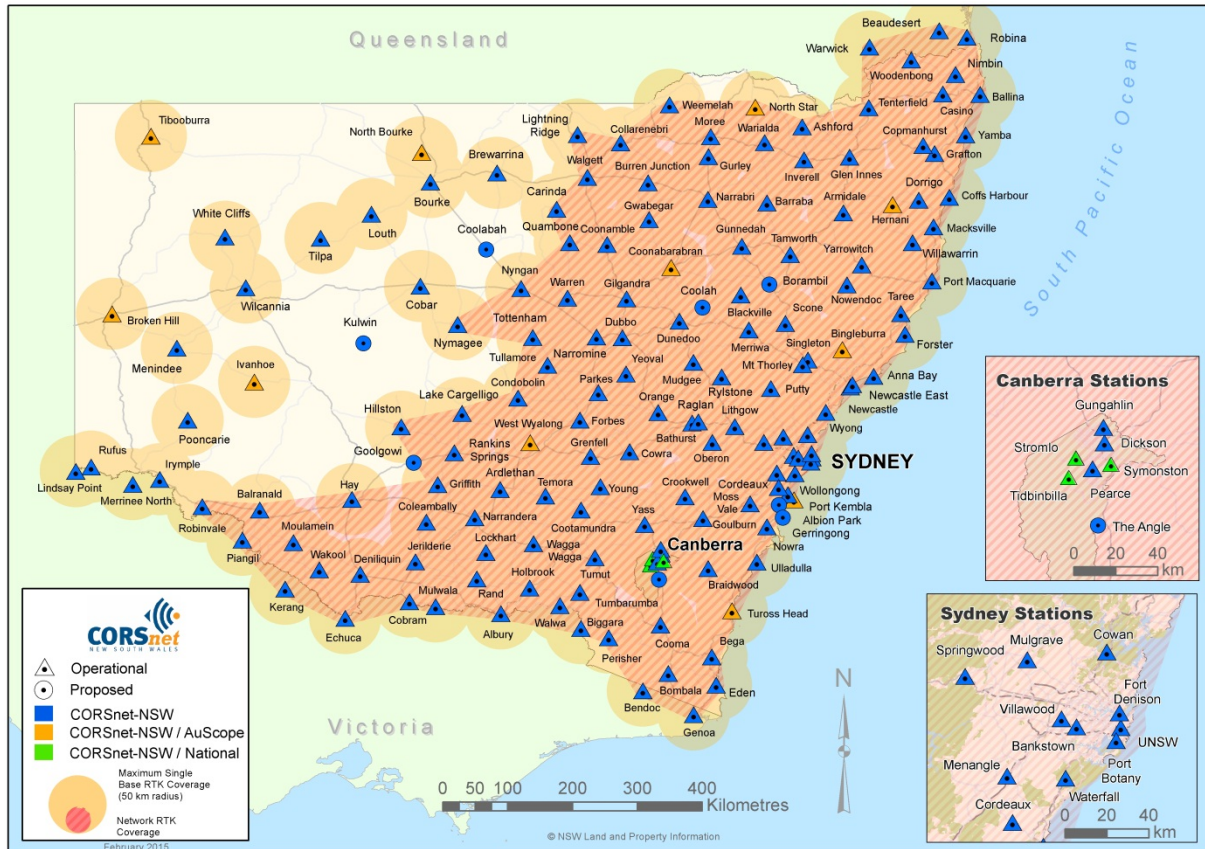 Queensland
Beaudesert
Robina
Warwick
Woodenbong
Nimbin
Tibooburra
North Bourke
Brewarrina
Lightning
Ridge
Weemelah
North Star
Collarenebri
Moree
Warialda
Ashford
Tenterfield
Casino
Ballina
Copmanhurst
Yamba
Walgett
Burren Junction
Gurley
Inverell
Glen Innes
Grafton
Bourke
Carinda
Gwabegar
Narrabri
Barraba
Armidale
Dorrigo
Coffs Harbour
Hernani
White Cliffs
Louth
Coolabah
Quambone
Coonamble
Coonabarabran
Gunnedah
Tamworth
Yarrowitch
Macksville
Willawarrin
Tilpa
Nyngan
Wilcannia
Cobar
Warren
Gilgandra
Coolah
Borambil
Nowendoc
Port Macquarie
Blackville
Scone
Taree
Broken Hill
Kulwin
Nymagee
Tottenham
Dubbo
Dunedoo
Merriwa
Singleton
Bingleburra
Forster
Menindee
Ivanhoe
Tullamore
Narromine
Yeoval
Mudgee
Mt Thorley
Rylstone
Putty
Anna Bay
Newcastle East
Newcastle
Condobolin
Parkes
Orange
Raglan
Lithgow
Wyong
Lake Cargelligo
Hillston
Pooncarie
West Wyalong
Forbes
Bathurst
Oberon
SYDNEY
Goolgowi
Rankins
Springs
Grenfell
Cowra
Rufus
Irymple
Lindsay Point
Merrinee North
Ardlethan
Griffith
Temora
Young
Crookwell
Cordeaux
Moss
Vale
Wollongong
Port Kembla
Albion Park
Gerringong
Robinvale
Balranald
Hay
Coleambally
Narrandera
Cootamundra
Yass
Goulburn
Nowra
Moulamein
Piangil
Wakool
Deniliquin
Jerilderie
Lockhart
Wagga
Wagga
Canberra
Ulladulla
Braidwood
Kerang
Echuca
Mulwala
Cobram
Rand
Holbrook
Tumut
Tumbarumba
Tuross Head
Albury
Walwa
Biggara
Cooma
Bega
Perisher
Bombala
Eden
Bendoc
Genoa
Victoria
South Pacific Ocean
N
0 50 100 200 300 400
Kilometres
© NSW Land and Property Information
CORSnet
NEW SOUTH WALES
Operational
Proposed
CORSnet-NSW
CORSnet-NSW / AuScope
CORSnet-NSW / National
Maximum Single
Base RTK Coverage
(50 km radius)
Network RTK
Coverage
February 2015
Canberra Stations
Gungahlin
Stromlo
Dickson
Symonston
Tidbinbilla
Pearce
The Angle
0 20 40
km
Sydney Stations
Mulgrave
Cowan
Springwood
Fort
Denison
Villawood
UNSW
Bankstown
Port
Botany
Menangle
Waterfall
Cordeaux
0 20 40
km